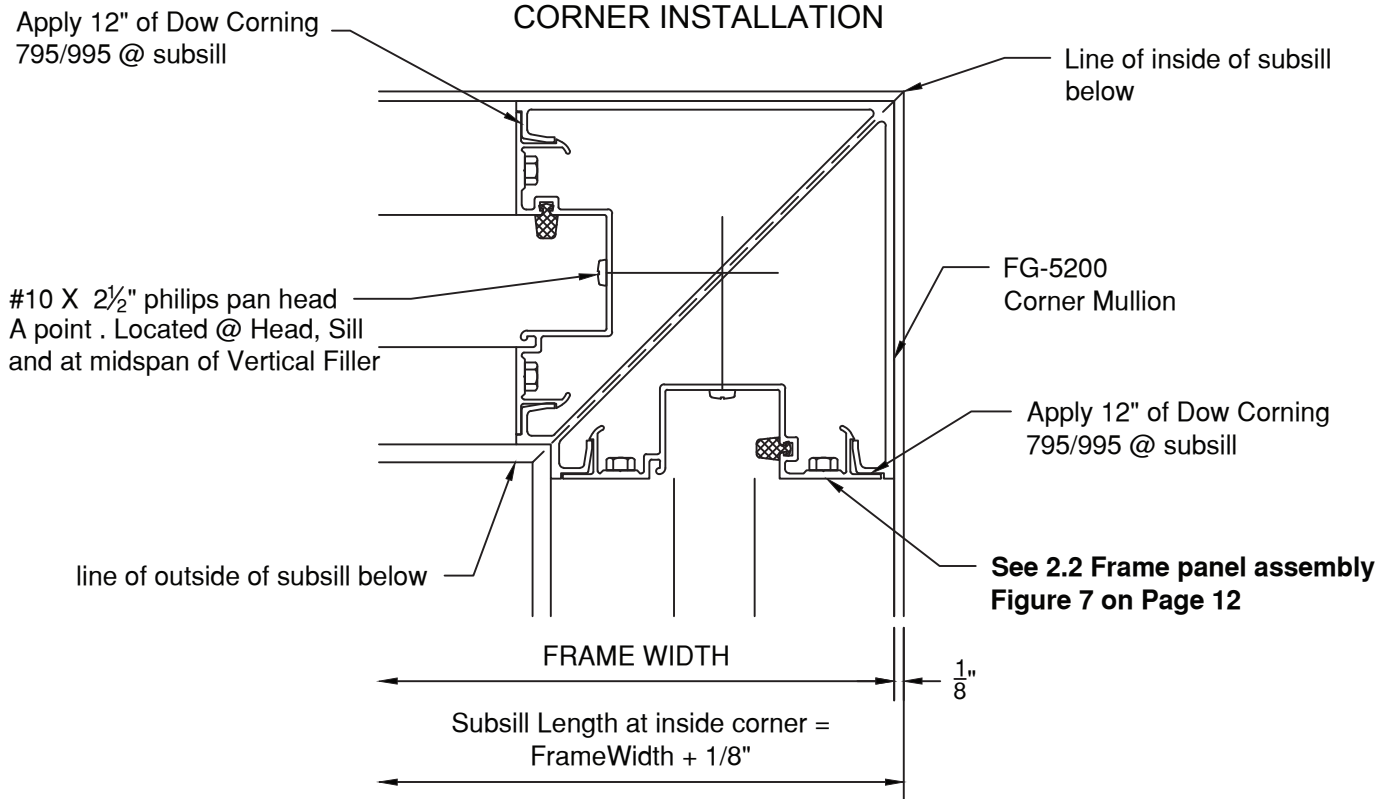 CORNER INSTALLATION
Apply 12" of Dow Corning
795/995 @ subsill
Line of inside of subsill
below
#10 X 2½" philips pan head
A point . Located @ Head, Sill
and at midspan of Vertical Filler
FG-5200
Corner Mullion
Apply 12" of Dow Corning
795/995 @ subsill
line of outside of subsill below
See 2.2 Frame panel assembly
Figure 7 on Page 12
FRAME WIDTH
1/8"
Subsill Length at inside corner =
FrameWidth + 1/8"